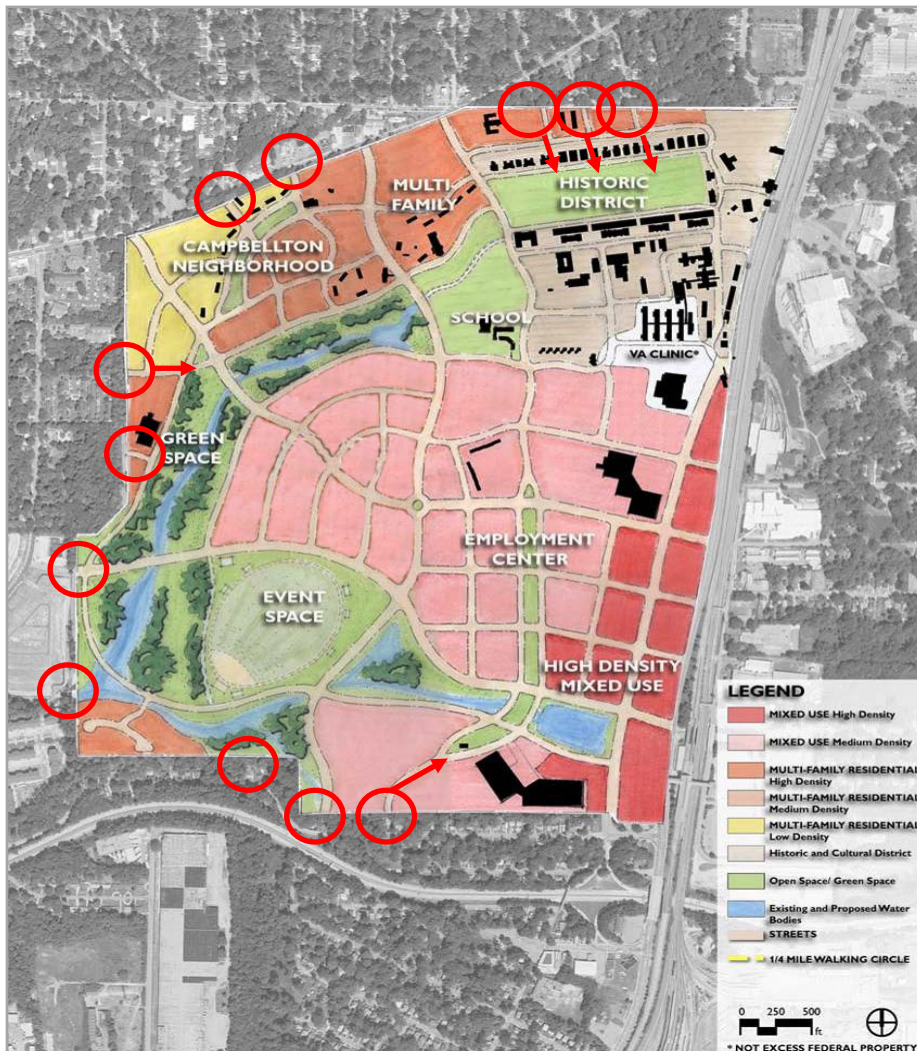 MULTI-
FAMILY
HISTORIC
DISTRICT
CAMPBELLTON
NEIGHBORHOOD
SCHOOL
VA CLINIC*
GREEN
SPACE
EMPLOYMENT
CENTER
EVENT
SPACE
HIGH DENSITY
MIXED USE
LEGEND
MIXED USE High Density
MIXED USE Medium Density
MULTI-FAMILY RESIDENTIAL
High Density
MULTI-FAMILY RESIDENTIAL
Medium Density
MULTI-FAMILY RESIDENTIAL
Low Density
Historic and Cultural District
Open Space/ Green Space
Existing and Proposed Water
Bodies
STREETS
1/4 MILE WALKING CIRCLE
0 250 500
ft.
* NOT EXCESS FEDERAL PROPERTY